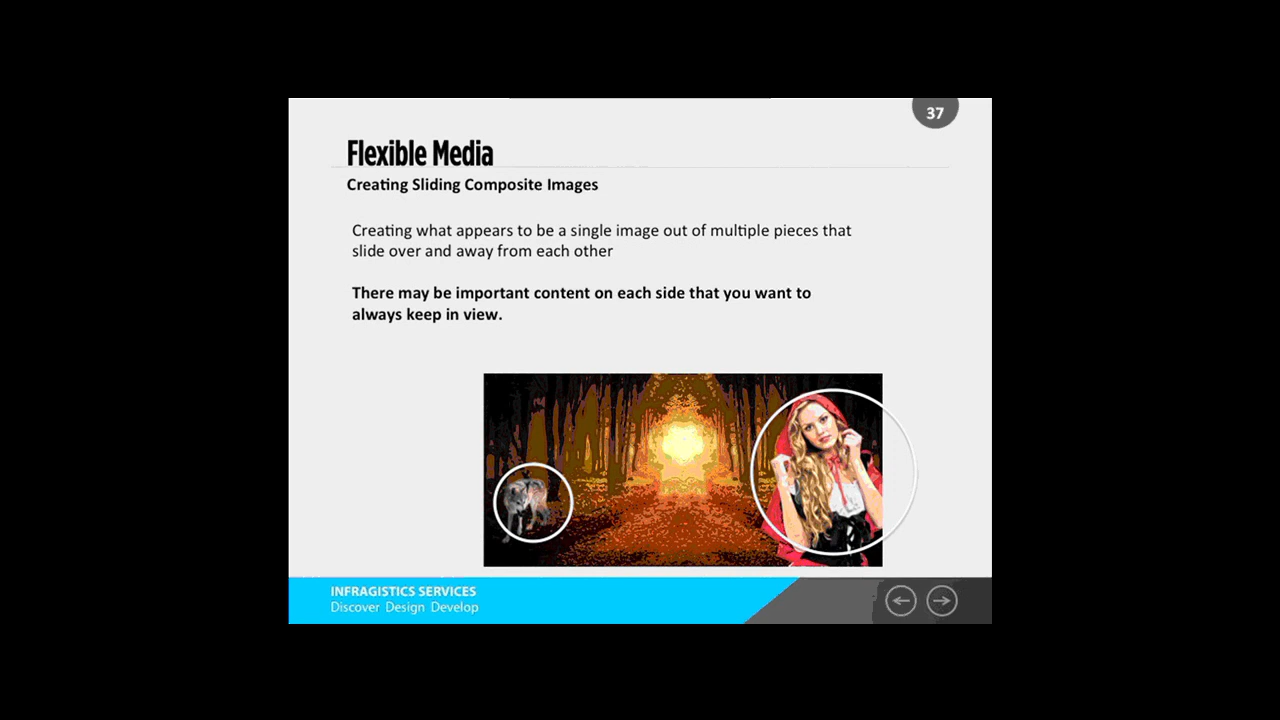 37
Flexible Media
Creating Sliding Composite Images
Creating what appears to be a single image out of multiple pieces that
slide over and away from each other
There may be important content on each side that you want to
always keep in view.
INFRAGISTICS SERVICES
Discover Design Develop